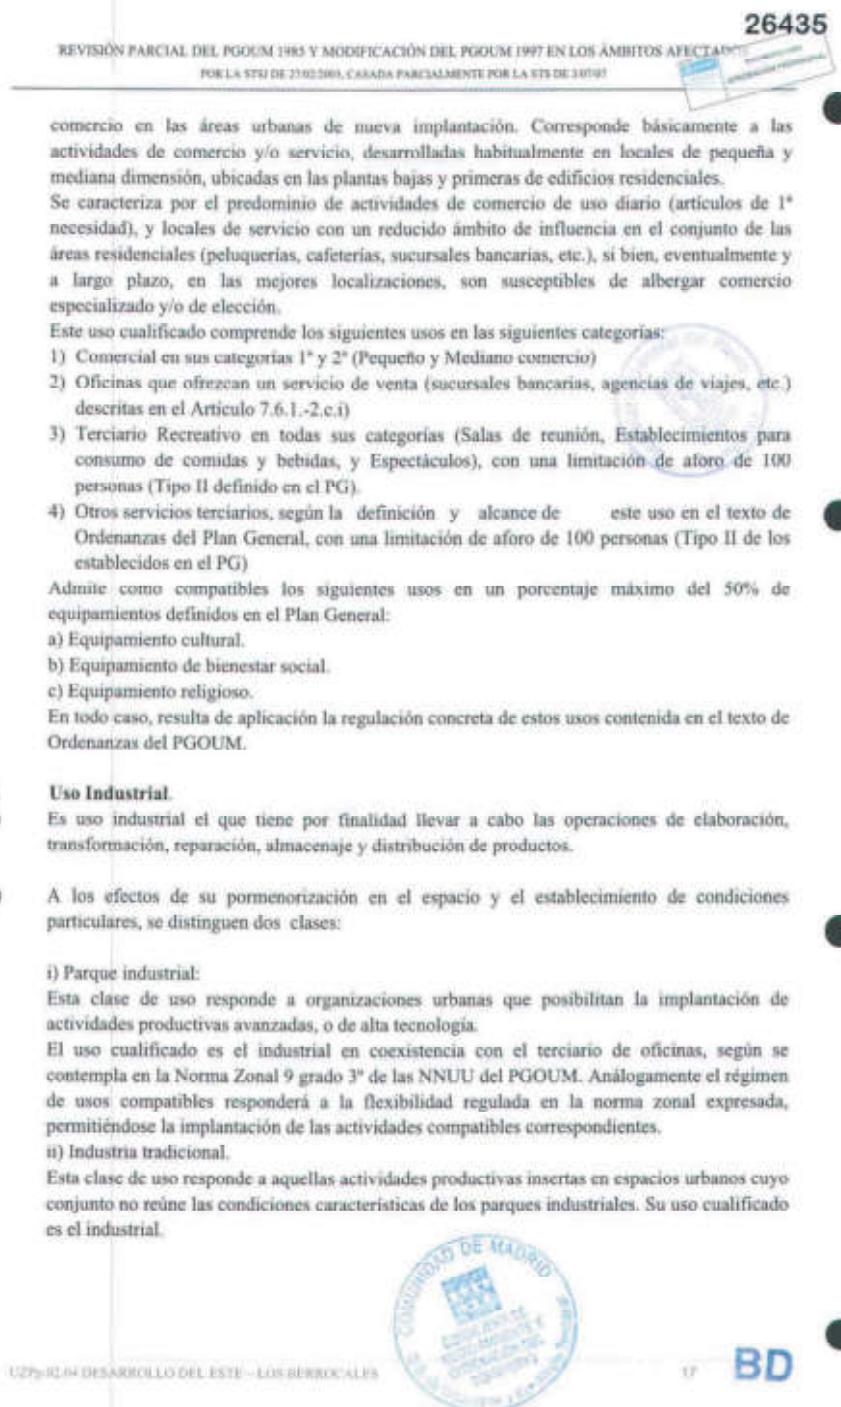 26435
REVISIÓN PARCIAL DEL PGOUM 1985 Y MODIFICACIÓN DEL PGOUM 1997 EN LOS ÁMBITOS AFECTADOS
POR LA STSJ DE 27/02/2003, CASADA PARCIALMENTE POR LA STS DE 3/07/07
comercio en las áreas urbanas de nueva implantación. Corresponde básicamente a las
actividades de comercio y/o servicio, desarrolladas habitualmente en locales de pequeña y
mediana dimensión, ubicadas en las plantas bajas y primeras de edificios residenciales.
Se caracteriza por el predominio de actividades de comercio de uso diario (artículos de 1ª
necesidad), y locales de servicio con un reducido ámbito de influencia en el conjunto de las
áreas residenciales (peluquerías, cafeterías, sucursales bancarias, etc.), si bien, eventualmente y
a largo plazo, en las mejores localizaciones, son susceptibles de albergar comercio
especializado y/o de elección.
Este uso cualificado comprende los siguientes usos en las siguientes categorías:
1) Comercial en sus categorías 1ª y 2ª (Pequeño y Mediano comercio)
2) Oficinas que ofrezcan un servicio de venta (sucursales bancarias, agencias de viajes, etc.)
descritas en el Artículo 7.6.1.-2.c.i)
3) Terciario Recreativo en todas sus categorías (Salas de reunión, Establecimientos para
consumo de comidas y bebidas, y Espectáculos), con una limitación de aforo de 100
personas (Tipo II definido en el PG).
4) Otros servicios terciarios, según la definición y alcance de este uso en el texto de
Ordenanzas del Plan General, con una limitación de aforo de 100 personas (Tipo II de los
establecidos en el PG)
Admite como compatibles los siguientes usos en un porcentaje máximo del 50% de
equipamientos definidos en el Plan General:
a) Equipamiento cultural.
b) Equipamiento de bienestar social.
c) Equipamiento religioso.
En todo caso, resulta de aplicación la regulación concreta de estos usos contenida en el texto de
Ordenanzas del PGOUM.
Uso Industrial.
Es uso industrial el que tiene por finalidad llevar a cabo las operaciones de elaboración,
transformación, reparación, almacenaje y distribución de productos.
A los efectos de su pormenorización en el espacio y el establecimiento de condiciones
particulares, se distinguen dos clases:
i) Parque industrial:
Esta clase de uso responde a organizaciones urbanas que posibilitan la implantación de
actividades productivas avanzadas, o de alta tecnología.
El uso cualificado es el industrial en coexistencia con el terciario de oficinas, según se
contempla en la Norma Zonal 9 grado 3º de las NNUU del PGOUM. Análogamente el régimen
de usos compatibles responderá a la flexibilidad regulada en la norma zonal expresada,
permitiéndose la implantación de las actividades compatibles correspondientes.
ii) Industria tradicional.
Esta clase de uso responde a aquellas actividades productivas insertas en espacios urbanos cuyo
conjunto no reúne las condiciones características de los parques industriales. Su uso cualificado
es el industrial.
COMUNIDAD DE MADRID
UZPp.02.04 DESARROLLO DEL ESTE – LOS BERROCALES
17
BD